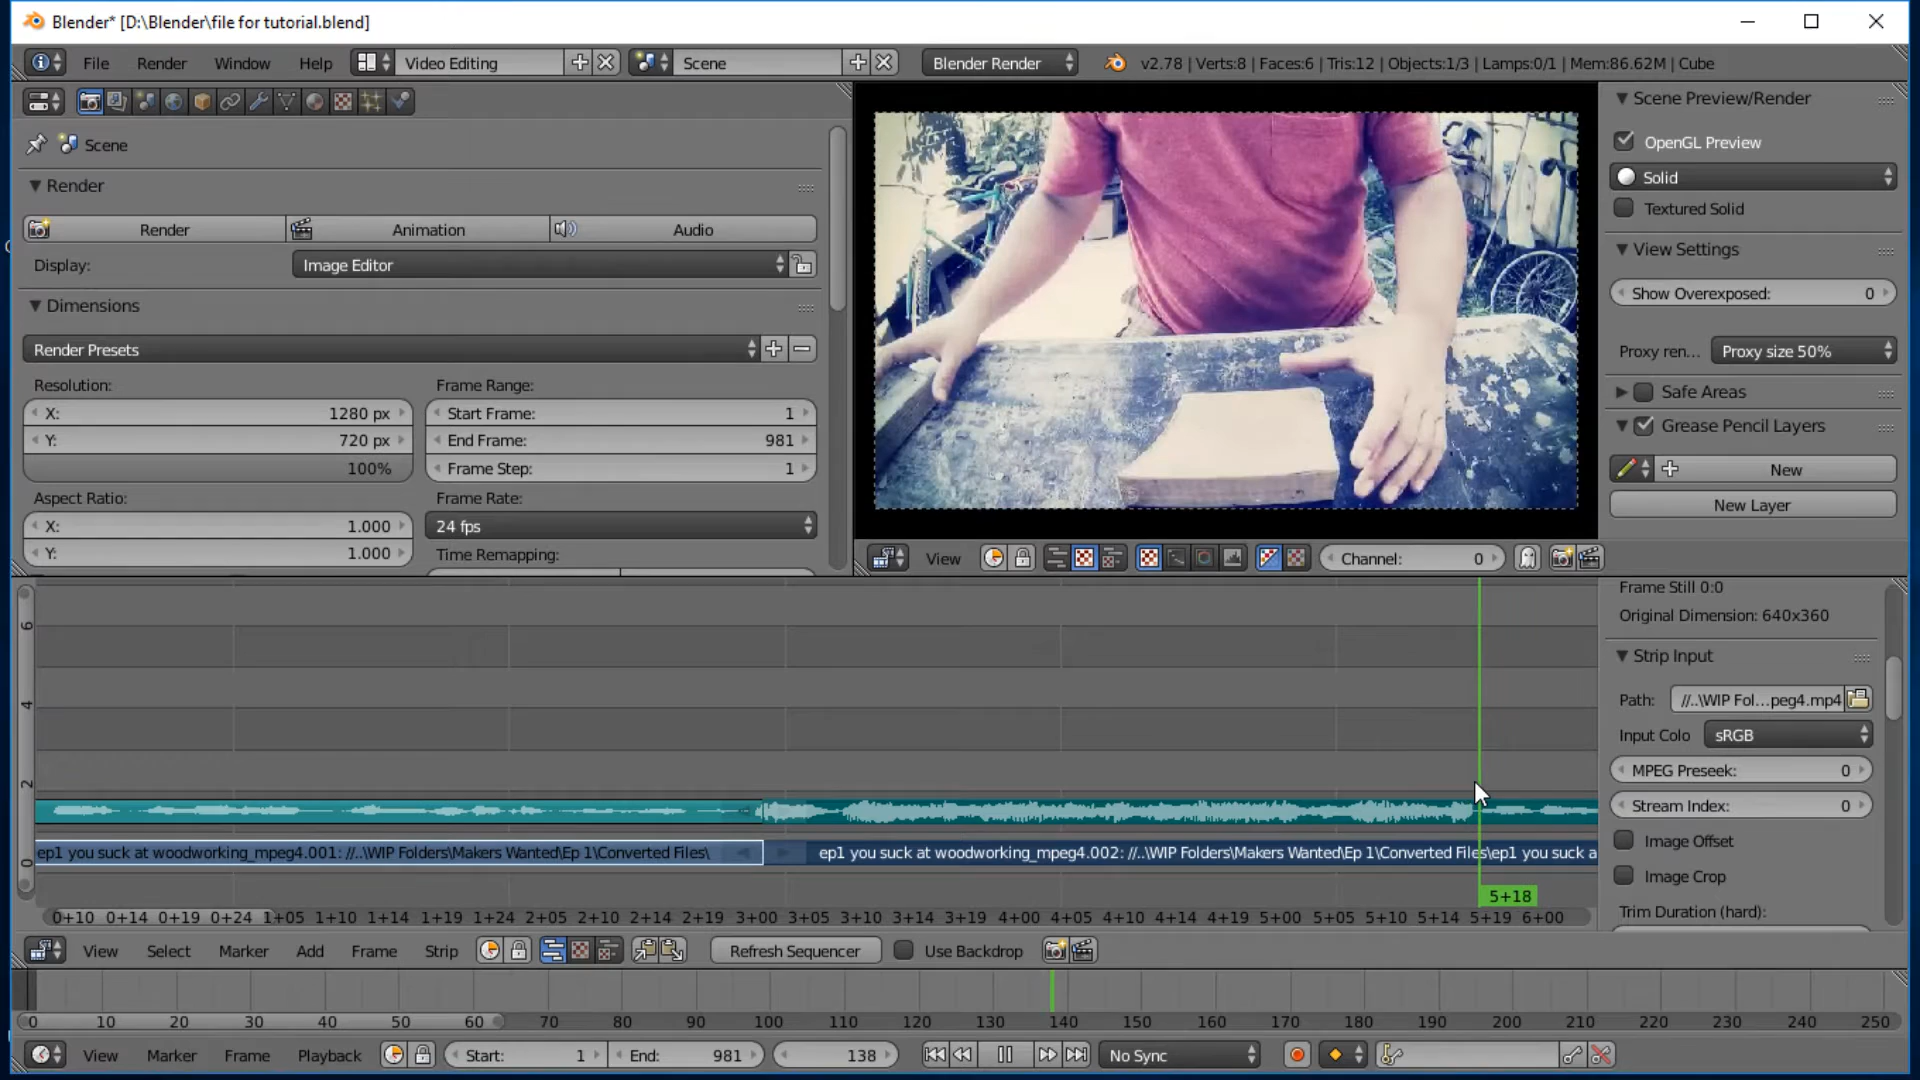 Blender* [D:\Blender\file for tutorial.blend]
File Render Window Help Video Editing Scene Blender Render v2.78 | Verts:8 | Faces:6 | Tris:12 | Objects:1/3 | Lamps:0/1 | Mem:86.62M | Cube
Scene
Render
Render Animation Audio
Display: Image Editor
Dimensions
Render Presets
Resolution: Frame Range:
X: 1280 px Start Frame: 1
Y: 720 px End Frame: 981
100% Frame Step: 1
Aspect Ratio: Frame Rate:
X: 1.000 24 fps
Y: 1.000 Time Remapping:
View Channel: 0
Scene Preview/Render
OpenGL Preview
Solid
Textured Solid
View Settings
Show Overexposed: 0
Proxy ren... Proxy size 50%
Safe Areas
Grease Pencil Layers
New
New Layer
6
4
2
0
ep1 you suck at woodworking_mpeg4.001: //..\WIP Folders\Makers Wanted\Ep 1\Converted Files\
ep1 you suck at woodworking_mpeg4.002: //..\WIP Folders\Makers Wanted\Ep 1\Converted Files\ep1 you suck a
5+18
0+10 0+14 0+19 0+24 1+05 1+10 1+14 1+19 1+24 2+05 2+10 2+14 2+19 3+00 3+05 3+10 3+14 3+19 4+00 4+05 4+10 4+14 4+19 5+00 5+05 5+10 5+14 5+19 6+00
Frame Still 0:0
Original Dimension: 640x360
Strip Input
Path: //..\WIP Fol...peg4.mp4
Input Colo sRGB
MPEG Preseek: 0
Stream Index: 0
Image Offset
Image Crop
Trim Duration (hard):
View Select Marker Add Frame Strip Refresh Sequencer Use Backdrop
0 10 20 30 40 50 60 70 80 90 100 110 120 130 140 150 160 170 180 190 200 210 220 230 240 250
View Marker Frame Playback Start: 1 End: 981 138 No Sync